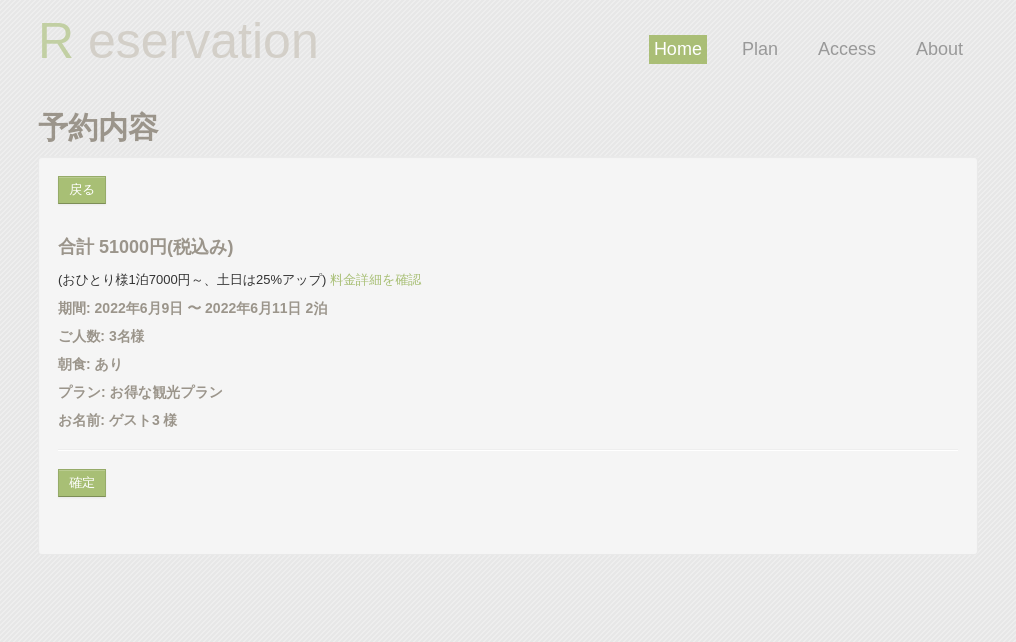 R eservation
Home Plan Access About
予約内容
戻る
合計 51000円(税込み)
(おひとり様1泊7000円～、土日は25%アップ) 料金詳細を確認
期間: 2022年6月9日 〜 2022年6月11日 2泊
ご人数: 3名様
朝食: あり
プラン: お得な観光プラン
お名前: ゲスト3 様
確定